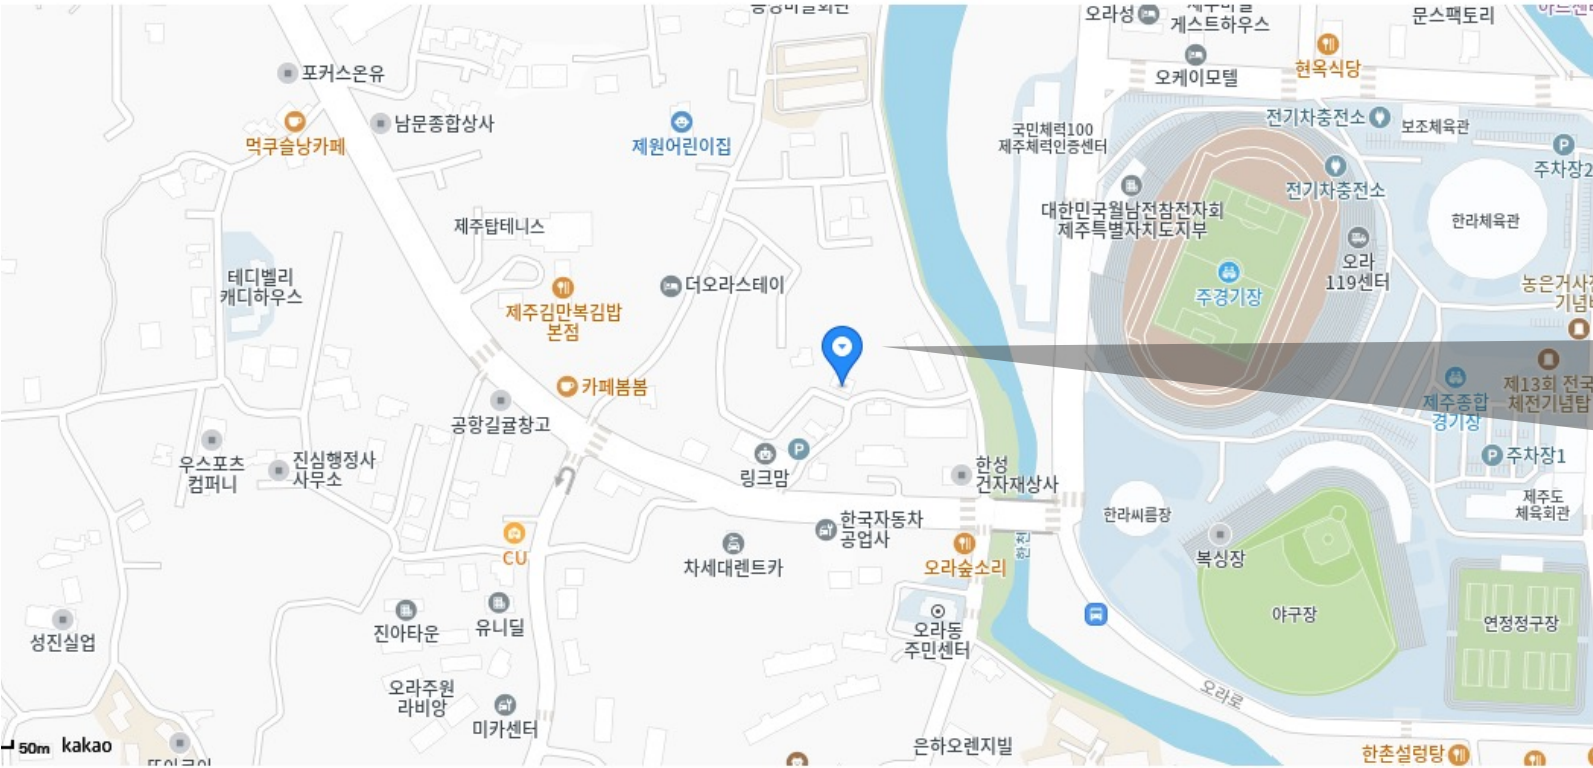 오라성
게스트하우스
문스팩토리
현옥식당
오케이모텔
포커스온유
먹쿠슬낭카페
남문종합상사
제원어린이집
국민체력100
제주체력인증센터
전기차충전소
보조체육관
주차장2
전기차충전소
대한민국월남전참전자회
제주특별자치도지부
한라체육관
제주탑테니스
테디벨리
캐디하우스
더오라스테이
오라
119센터
주경기장
농은거사
제주김만복김밥
본점
카페봄봄
공항길귤창고
제주종합
경기장
제13회 전국
체전기념탑
우스포츠
컴퍼니
진심행정사
사무소
링크맘
P
한성
건자재상사
주차장1
제주도
체육회관
한라씨름장
한국자동차
공업사
복싱장
CU
차세대렌트카
오라숲소리
한천
진아타운
유니딜
오라동
주민센터
야구장
연정정구장
성진실업
오라주원
라비앙
미카센터
오라로
은하오렌지빌
한촌설렁탕
50m kakao